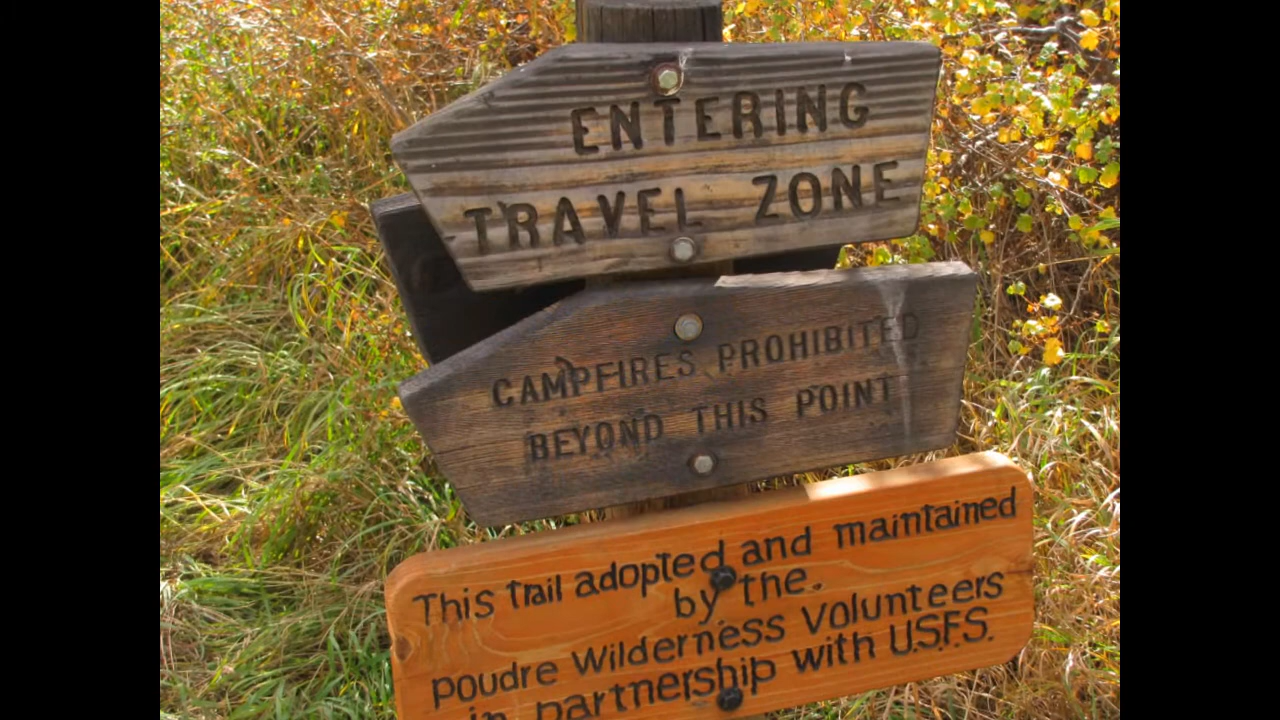 ENTERING
TRAVEL ZONE
CAMPFIRES PROHIBITED
BEYOND THIS POINT
This trail adopted and maintained
by the.
poudre Wilderness Volunteers
in partnership with U.S.F.S.